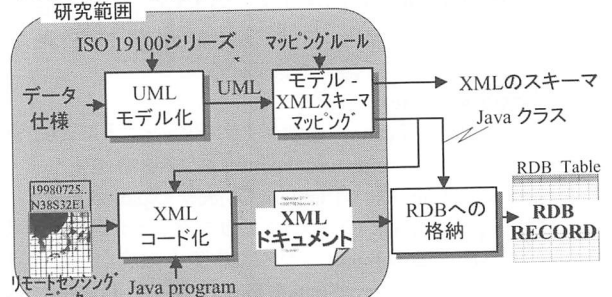 研究範囲
ISO 19100シリーズ
マッピングルール
データ
仕様
UML
モデル化
UML
モデル -
XMLスキーマ
マッピング
XMLのスキーマ
Java クラス
19980725..
N38S32E1
リモートセンシング
データ
XML
コード化
Java program
XML
ドキュメント
RDBへの
格納
RDB Table
RDB
RECORD